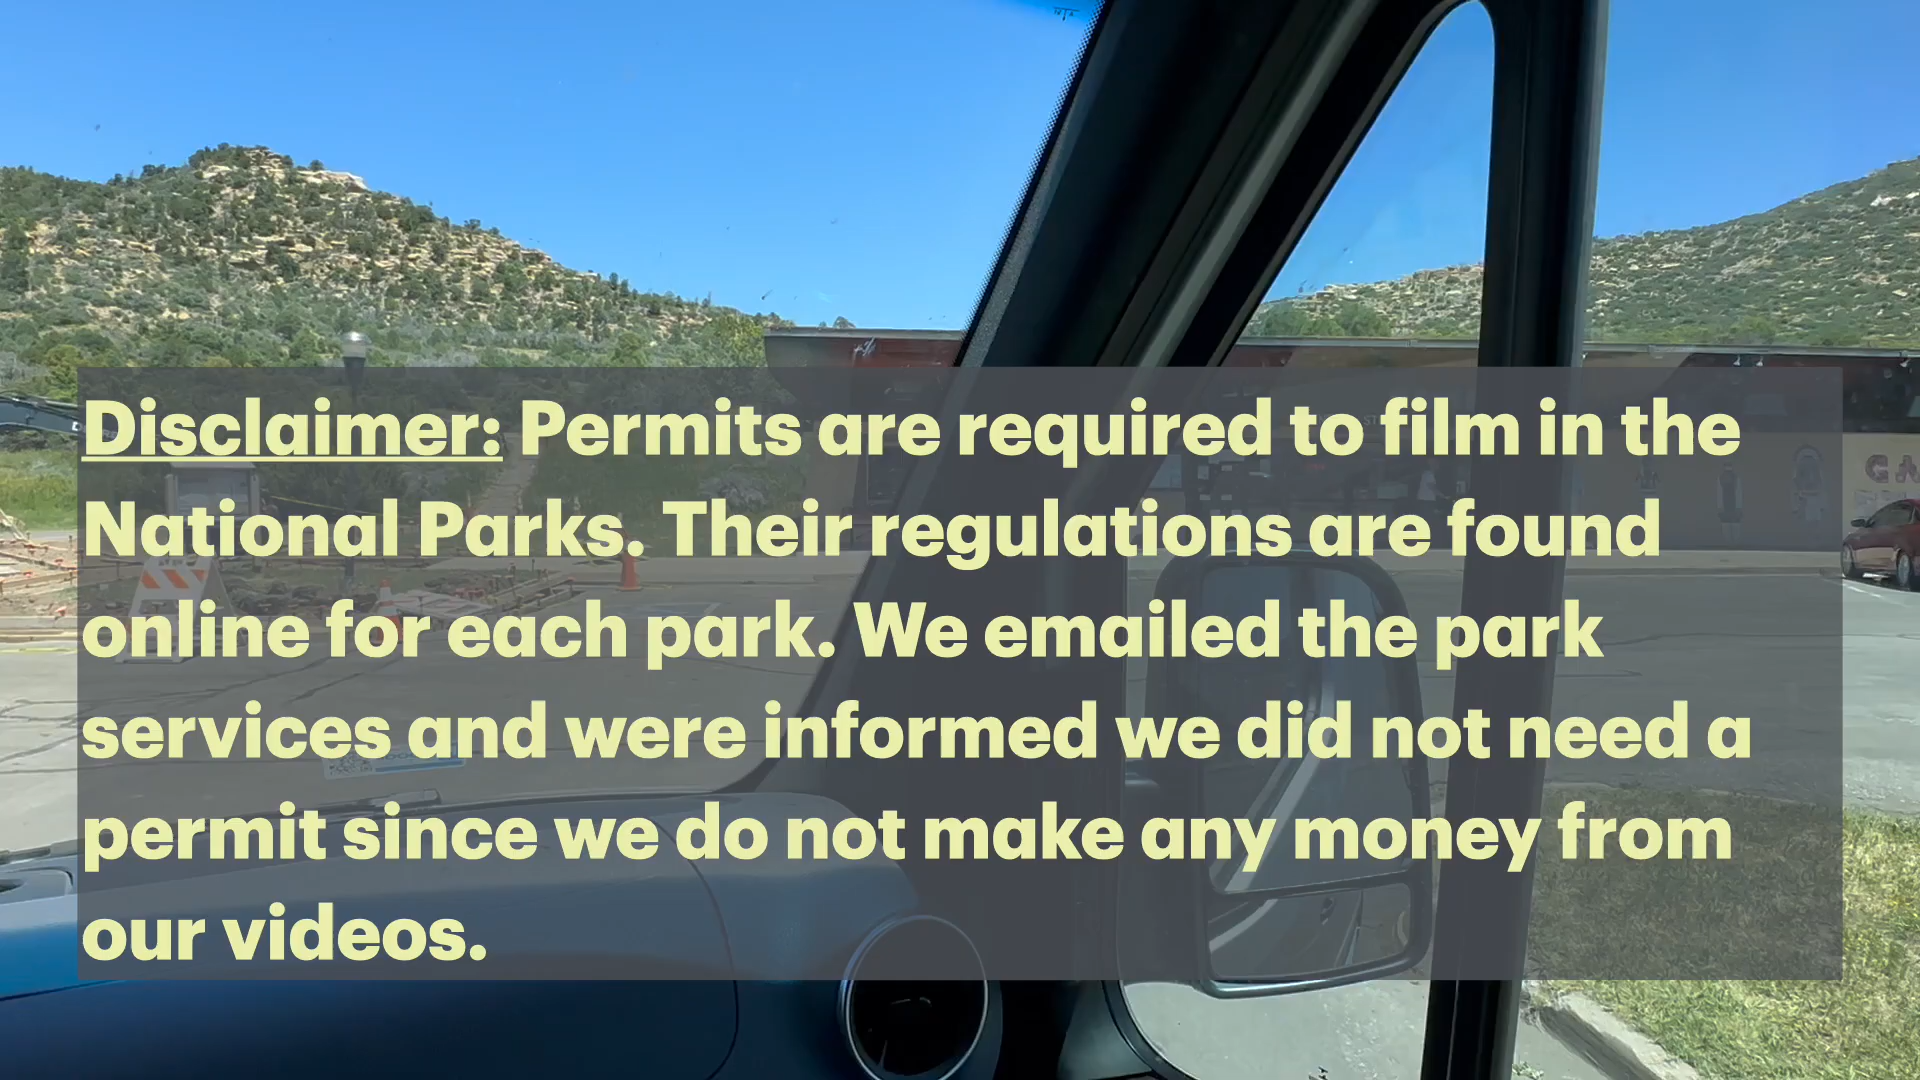 Disclaimer: Permits are required to film in the
National Parks. Their regulations are found
online for each park. We emailed the park
services and were informed we did not need a
permit since we do not make any money from
our videos.